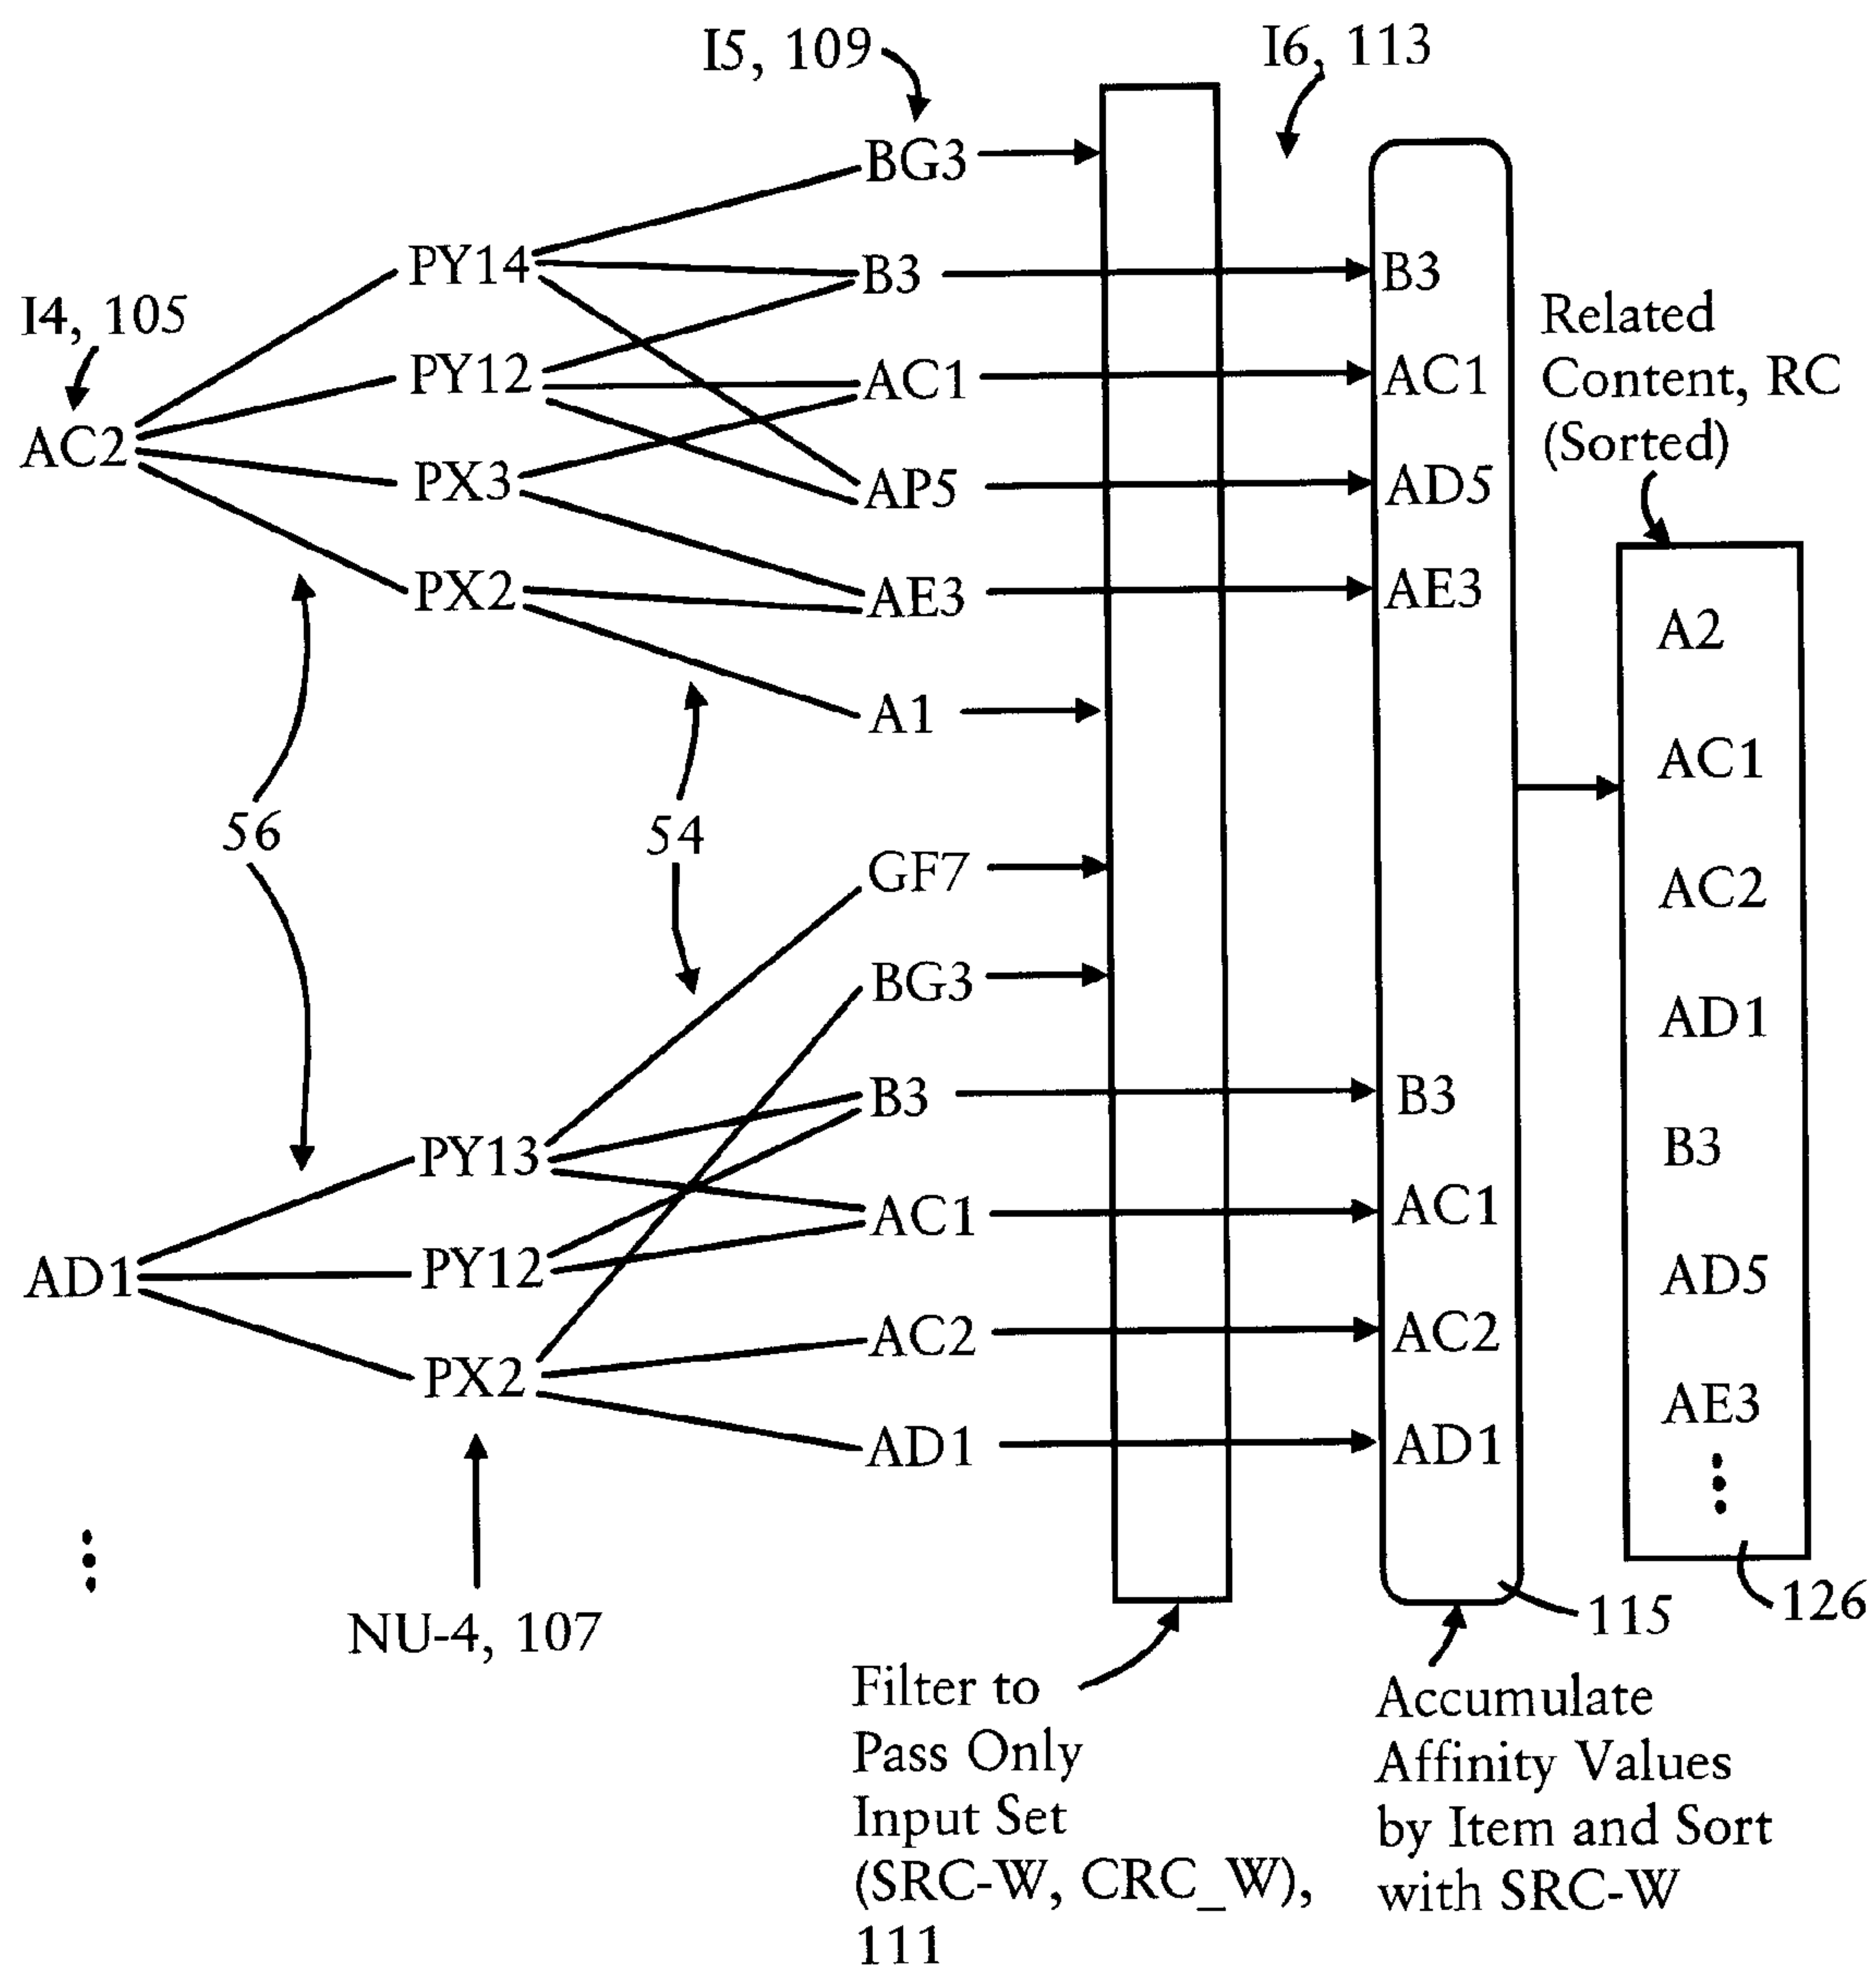 I5, 109
I6, 113
BG3
PY14
B3
B3
I4, 105
Related
Content, RC
(Sorted)
PY12
AC1
AC1
AC2
PX3
AP5
AD5
PX2
AE3
AE3
A2
A1
AC1
56
54
GF7
AC2
BG3
AD1
B3
B3
B3
PY13
AC1
AC1
AD1
PY12
AD5
AC2
AC2
PX2
AE3
AD1
AD1
NU-4, 107
115
126
Filter to
Pass Only
Input Set
(SRC-W, CRC_W),
111
Accumulate
Affinity Values
by Item and Sort
with SRC-W